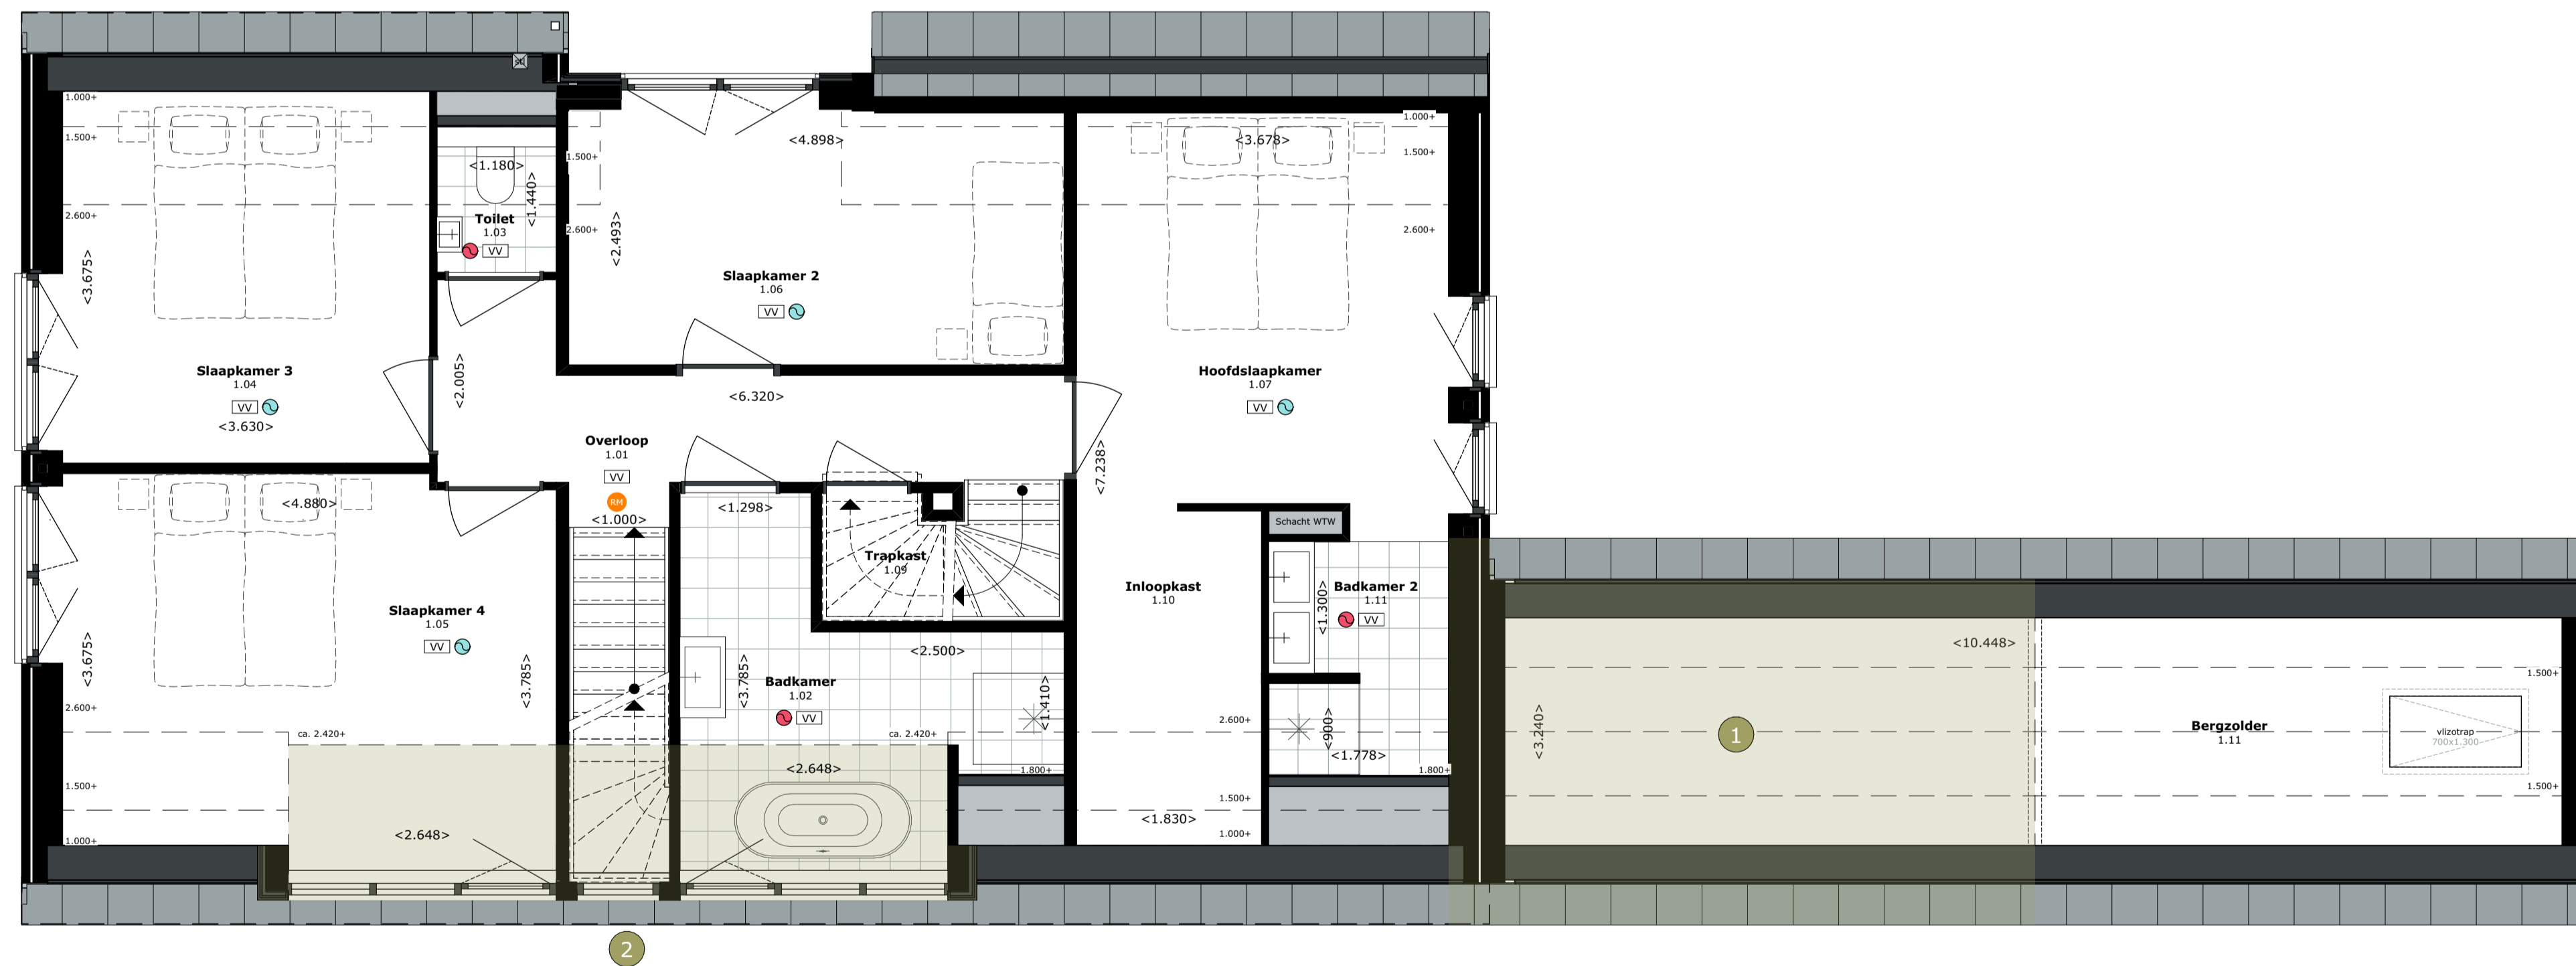 1.000+
1.500+
2.600+
<3.675>
Slaapkamer 3
1.04
VV
<3.630>
<1.180>
<1.440>
Toilet
1.03
VV
<2.005>
1.500+
2.600+
<2.493>
<4.898>
Slaapkamer 2
1.06
VV
<6.320>
Overloop
1.01
VV
RM
<1.000>
<3.678>
1.000+
1.500+
2.600+
Hoofdslaapkamer
1.07
VV
<7.238>
<4.880>
Slaapkamer 4
1.05
VV
<3.675>
<3.785>
2.600+
ca. 2.420+
1.500+
1.000+
<2.648>
<1.298>
Trapkast
1.09
<2.500>
<3.785>
Badkamer
1.02
VV
<1.410>
ca. 2.420+
<2.648>
1.800+
Inloopkast
1.10
2.600+
1.500+
<1.830>
1.000+
Schacht WTW
<1.300>
Badkamer 2
1.11
VV
<900>
<1.778>
1.800+
<10.448>
<3.240>
1
Bergzolder
1.11
1.500+
vlizotrap
700x1.300
1.500+
2